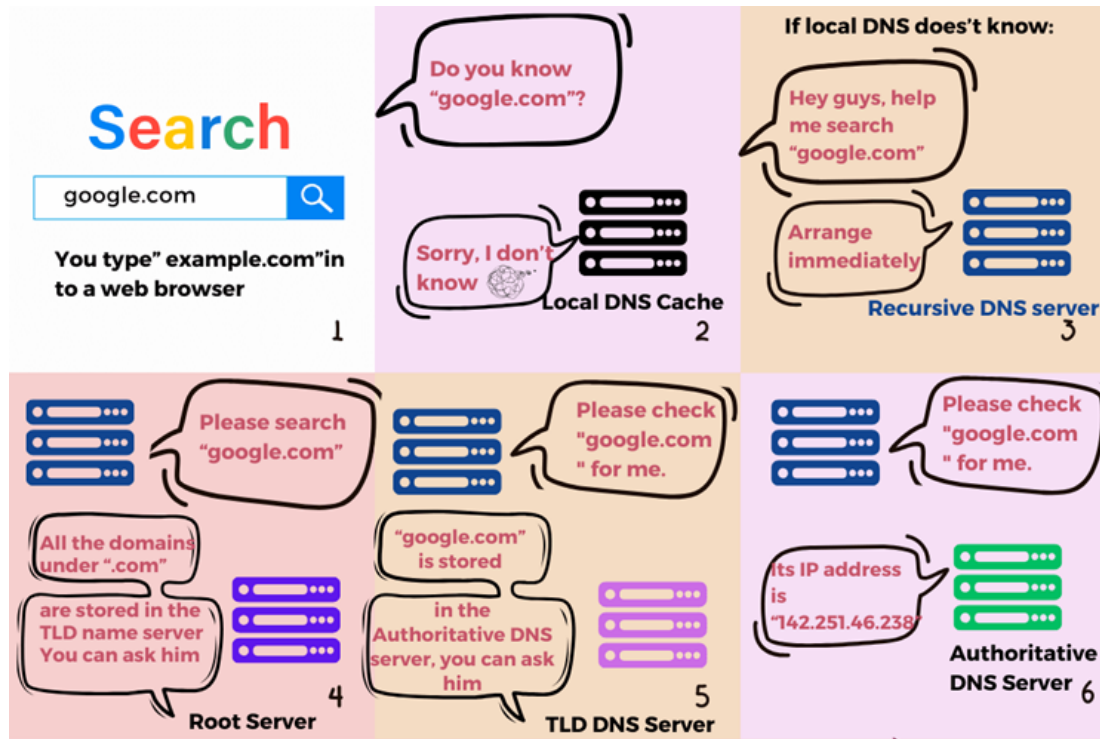 Search
google.com
You type” example.com”in
to a web browser
1
Do you know
“google.com”?
Sorry, I don’t
know
Local DNS Cache
2
If local DNS does’t know:
Hey guys, help
me search
“google.com”
Arrange
immediately
Recursive DNS server
3
Please search
“google.com”
All the domains
under “.com”
are stored in the
TLD name server
You can ask him
4
Root Server
Please check
"google.com
" for me.
“google.com”
is stored
in the
Authoritative DNS
server, you can ask
him
5
TLD DNS Server
Please check
"google.com
" for me.
Its IP address
is
“142.251.46.238”
Authoritative
DNS Server
6